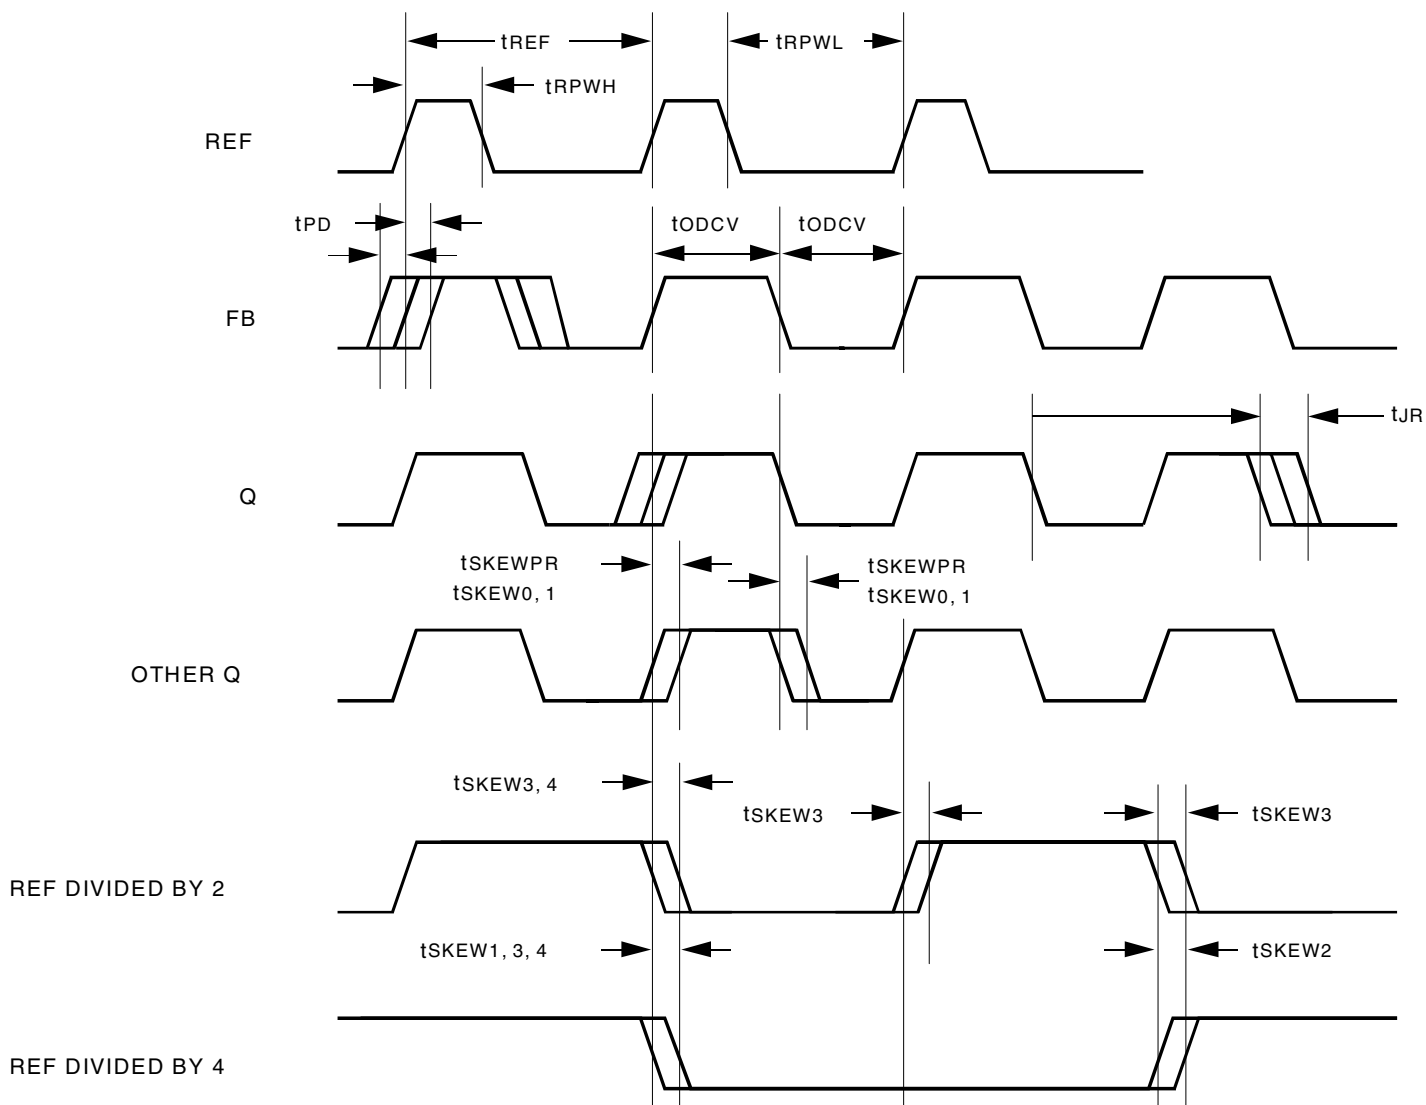 tREF
tRPWL
tRPWH
REF
tPD
tODCV
tODCV
FB
tJR
Q
tSKEWPR
tSKEW0, 1
tSKEWPR
tSKEW0, 1
OTHER Q
tSKEW3, 4
tSKEW3
tSKEW3
REF DIVIDED BY 2
tSKEW1, 3, 4
tSKEW2
REF DIVIDED BY 4